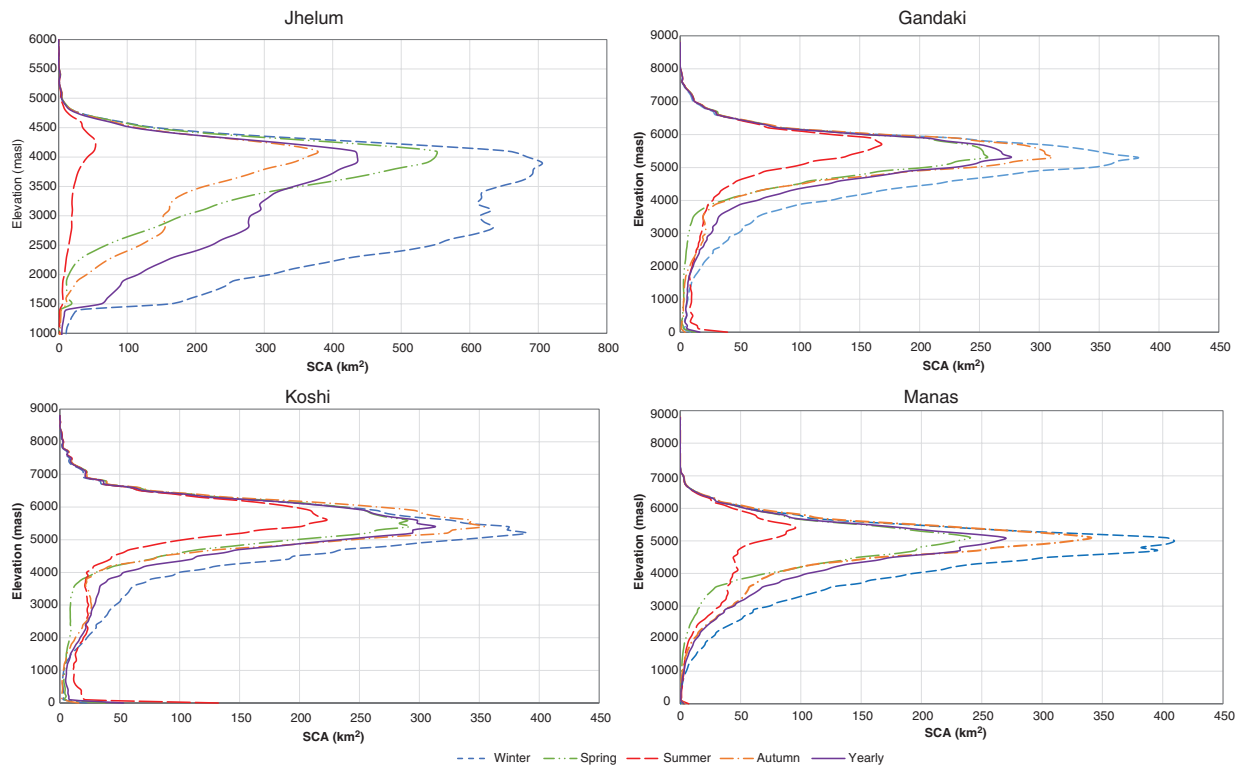 Jhelum
6000
5500
5000
4500
4000
3500
3000
2500
2000
1500
1000
Elevation (masl)
0 100 200 300 400 500 600 700 800
SCA (km²)
Gandaki
9000
8000
7000
6000
5000
4000
3000
2000
1000
0
Elevation (masl)
0 50 100 150 200 250 300 350 400 450
SCA (km²)
Koshi
9000
8000
7000
6000
5000
4000
3000
2000
1000
0
Elevation (masl)
0 50 100 150 200 250 300 350 400 450
SCA (km²)
Manas
9000
8000
7000
6000
5000
4000
3000
2000
1000
0
Elevation (masl)
0 50 100 150 200 250 300 350 400 450
SCA (km²)
Winter Spring Summer Autumn Yearly